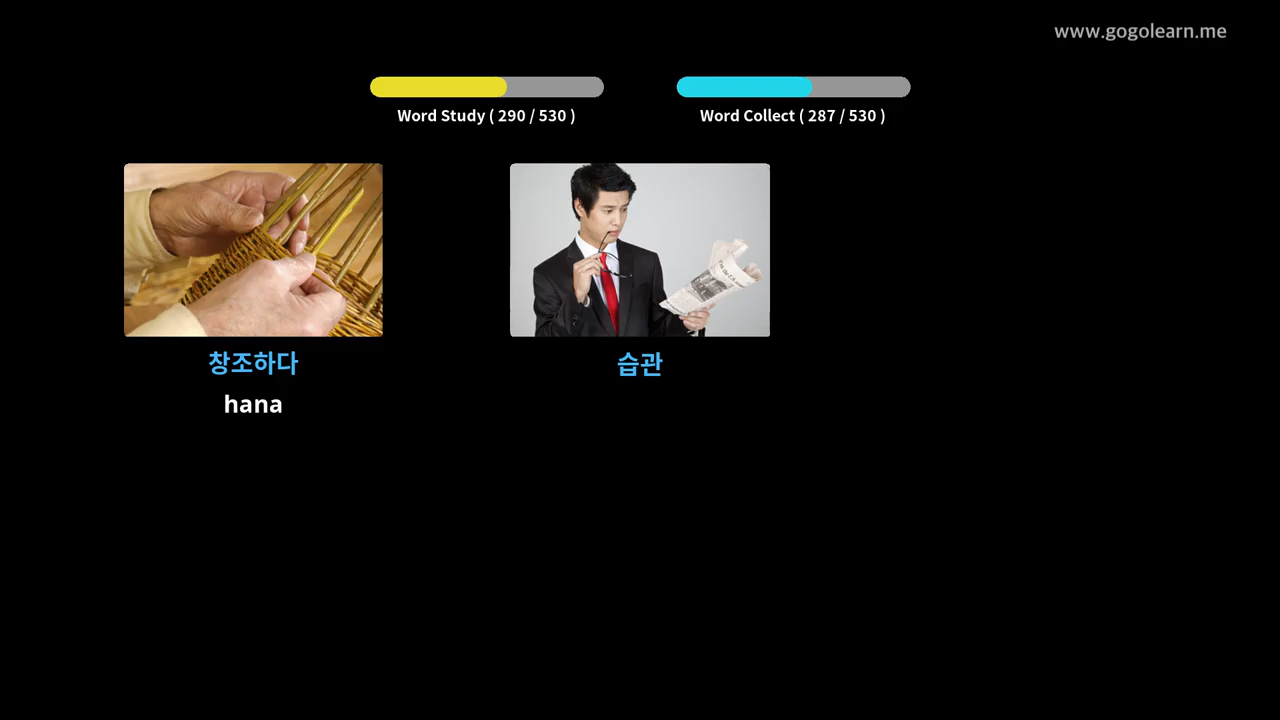 www.gogolearn.me
Word Study ( 290 / 530 )
Word Collect ( 287 / 530 )
창조하다
습관
hana